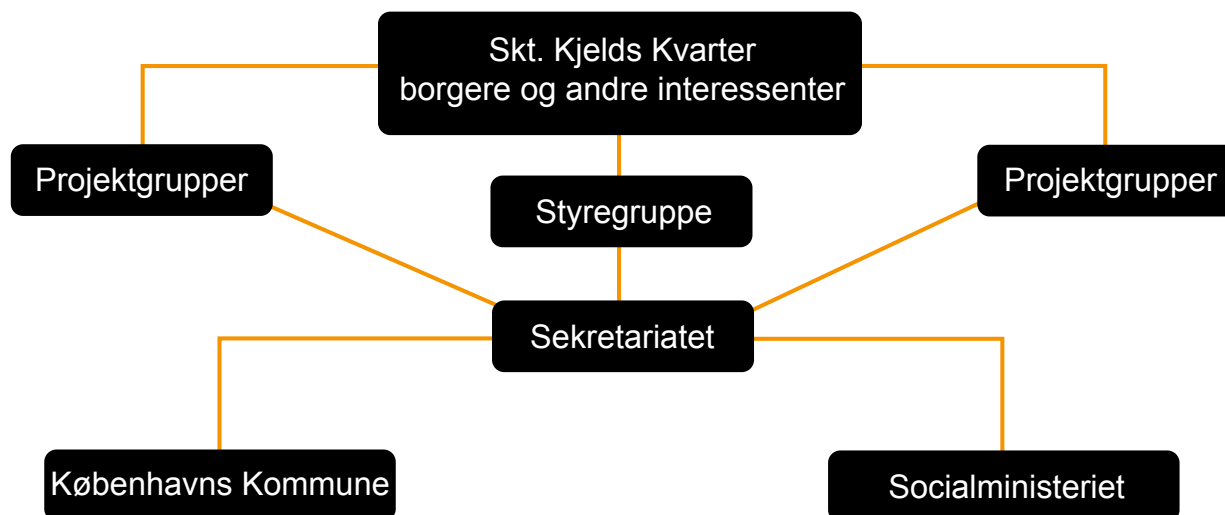 Skt. Kjelds Kvarter
borgere og andre interessenter
Projektgrupper
Projektgrupper
Styregruppe
Sekretariatet
Københavns Kommune
Socialministeriet